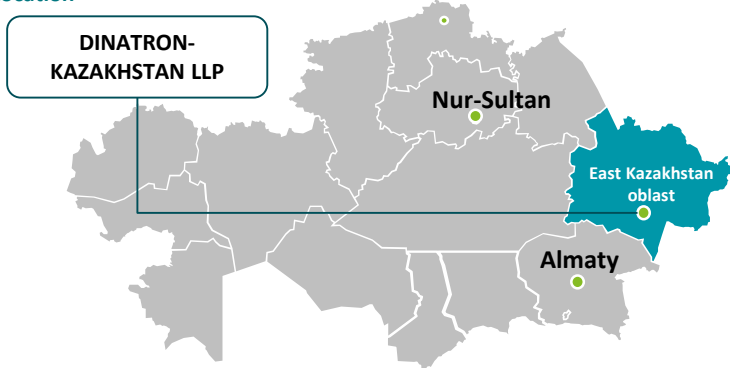 DINATRON-
KAZAKHSTAN LLP
Nur-Sultan
East Kazakhstan
oblast
Almaty